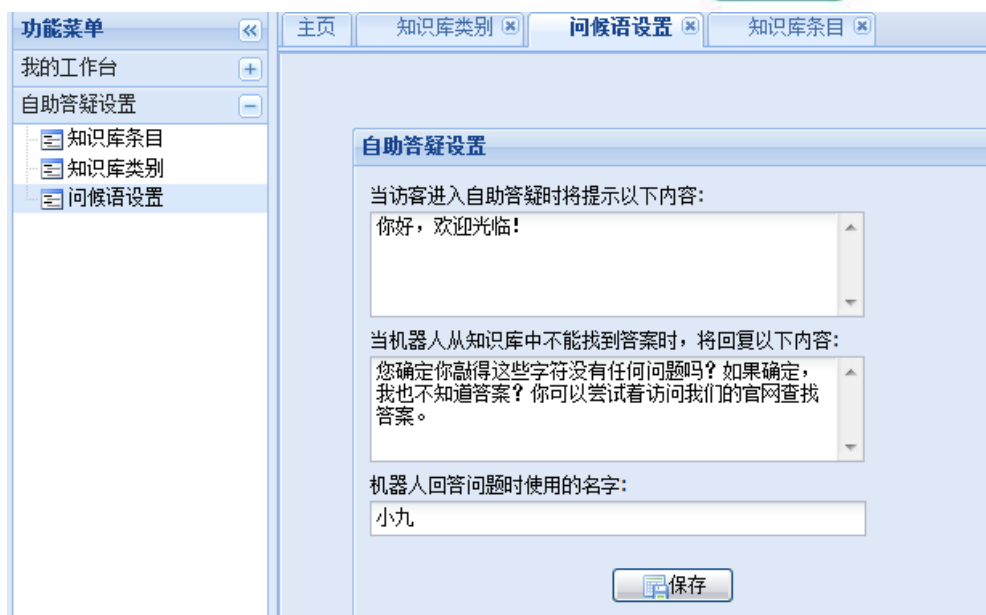 功能菜单
主页
知识库类别
问候语设置
知识库条目
我的工作台
自助答疑设置
知识库条目
知识库类别
问候语设置
自助答疑设置
当访客进入自助答疑时将提示以下内容:
你好，欢迎光临!
当机器人从知识库中不能找到答案时，将回复以下内容:
您确定你敲得这些字符没有任何问题吗？如果确定，
我也不知道答案？你可以尝试着访问我们的官网查找
答案。
机器人回答问题时使用的名字:
小九
保存